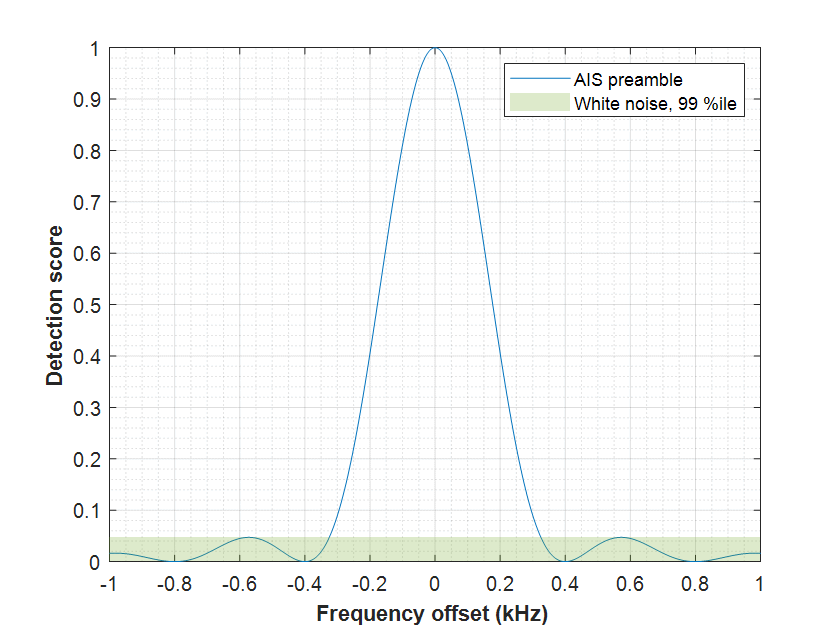 1
0.9
0.8
0.7
0.6
0.5
0.4
0.3
0.2
0.1
0
Detection score
AIS preamble
White noise, 99 %ile
-1 -0.8 -0.6 -0.4 -0.2 0 0.2 0.4 0.6 0.8 1
Frequency offset (kHz)